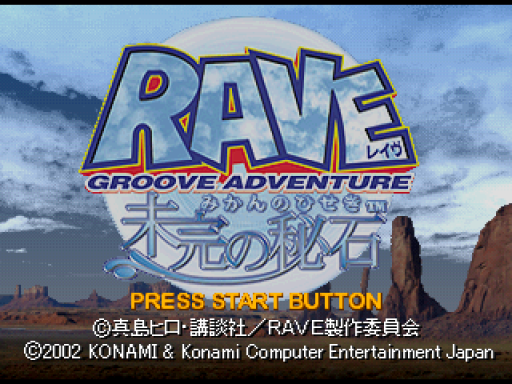 RAVE
レイヴ
GROOVE ADVENTURE
みかんのひせき™
未完の秘石
PRESS START BUTTON
©真島ヒロ・講談社／RAVE製作委員会
©2002 KONAMI & Konami Computer Entertainment Japan